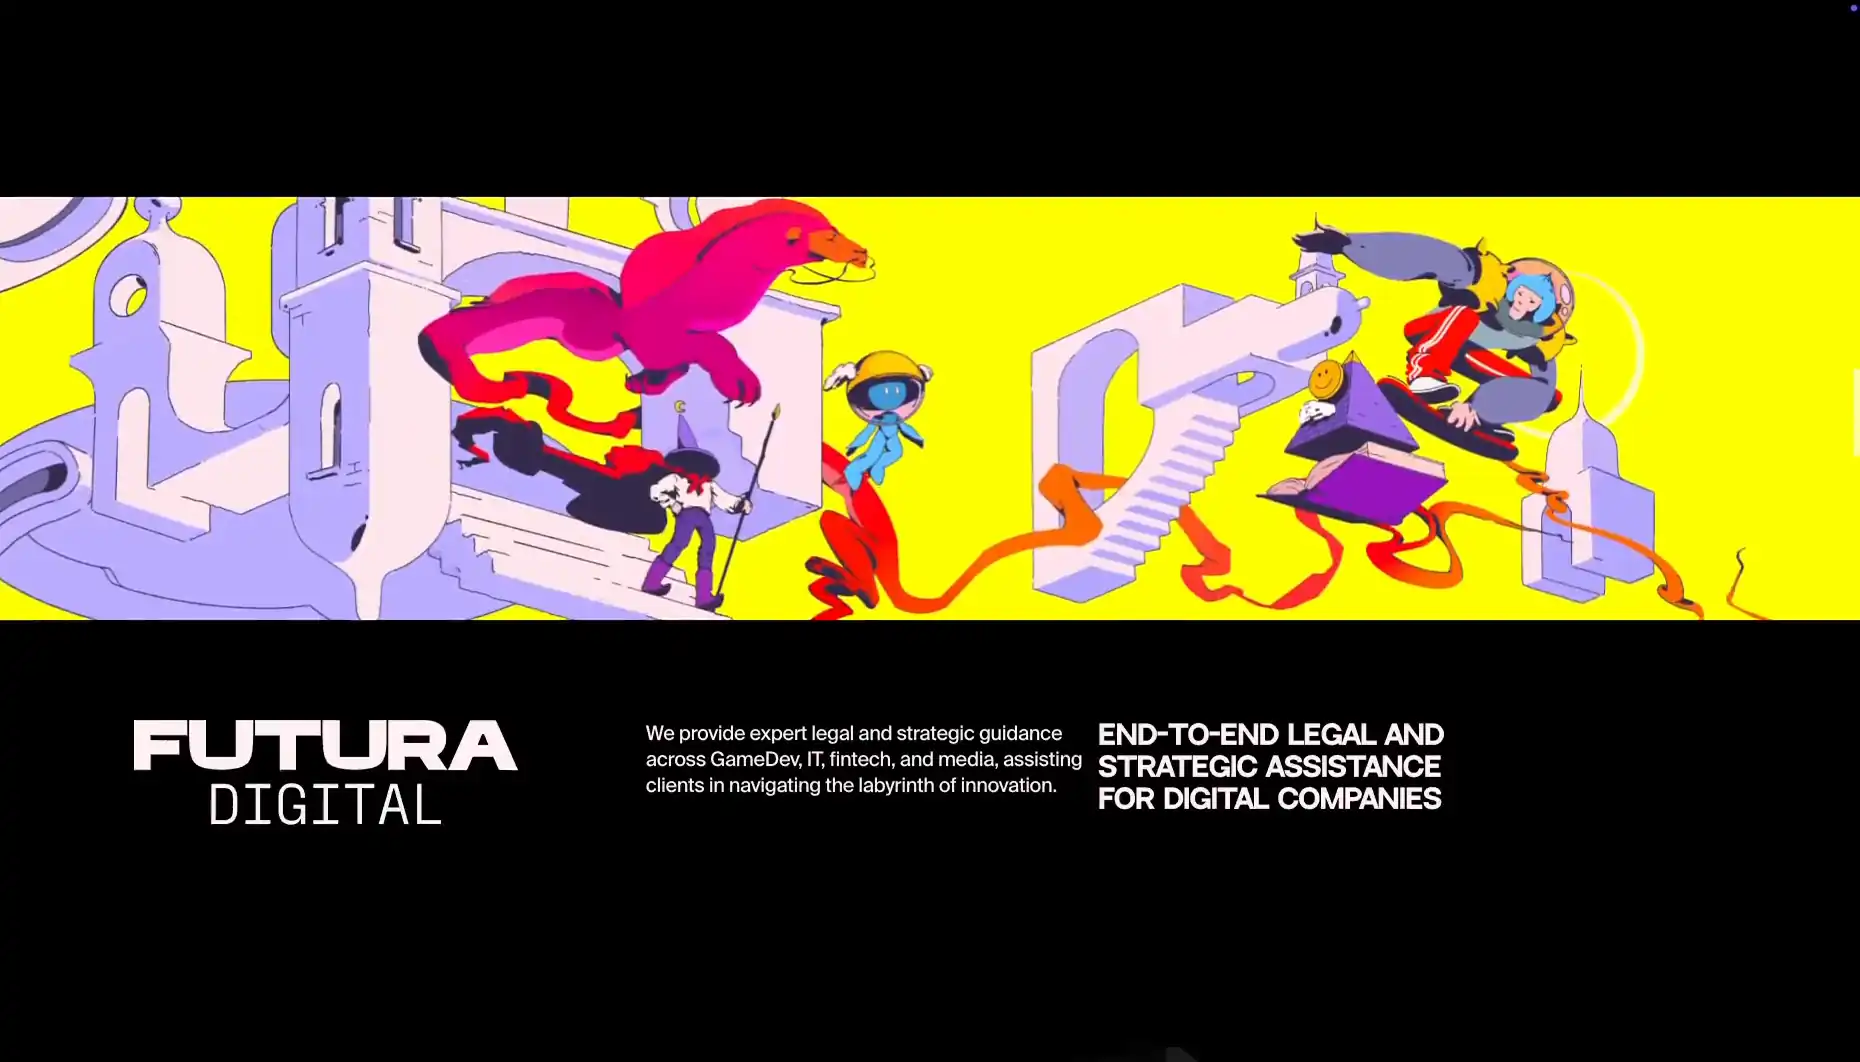 FUTURA
DIGITAL
We provide expert legal and strategic guidance
across GameDev, IT, fintech, and media, assisting
clients in navigating the labyrinth of innovation.
END-TO-END LEGAL AND
STRATEGIC ASSISTANCE
FOR DIGITAL COMPANIES